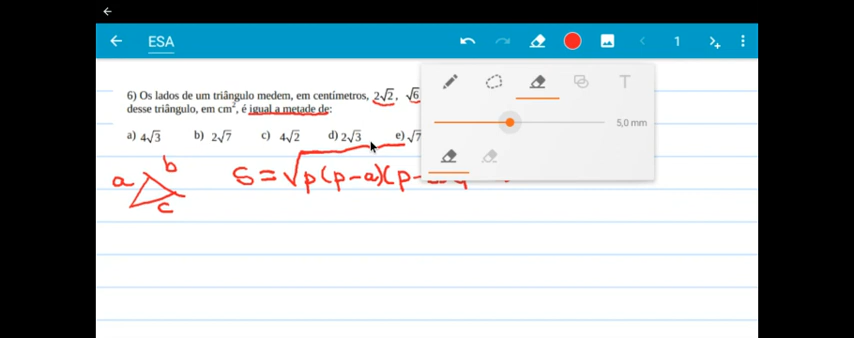 ESA
1
6) Os lados de um triângulo medem, em centímetros, 2√2, √6
desse triângulo, em cm², é igual a metade de:
a) 4√3 b) 2√7 c) 4√2 d) 2√3 e) √7
T
5,0 mm
a b c
S = √p(p-a)(p-